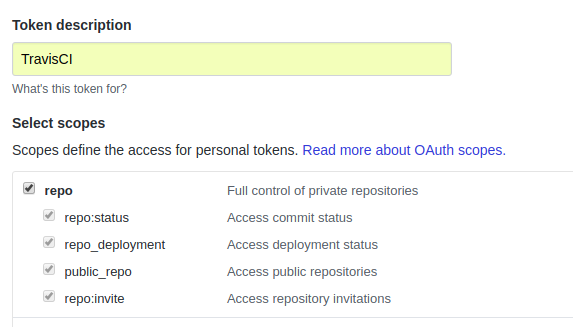 Token description
TravisCI
What's this token for?
Select scopes
Scopes define the access for personal tokens. Read more about OAuth scopes.
repo Full control of private repositories
repo:status Access commit status
repo_deployment Access deployment status
public_repo Access public repositories
repo:invite Access repository invitations